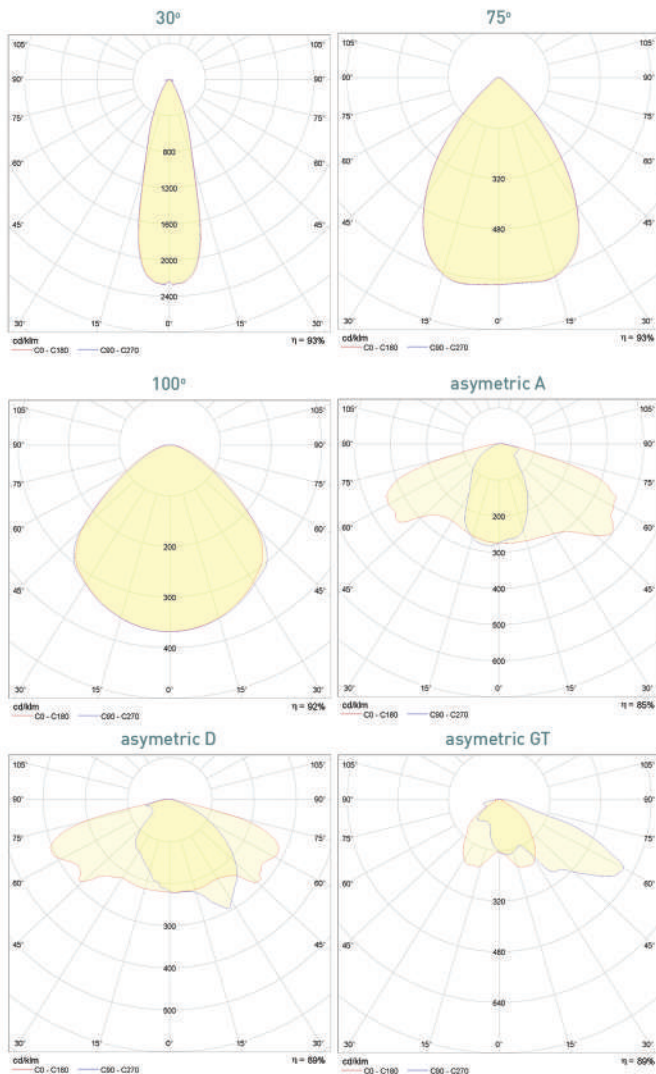 30º
105° 105°
90° 90°
75° 75°
800
60° 60°
1200
45° 1600 45°
2000
2400
30° 15° 0° 15° 30°
cd/klm η = 93%
C0 - C180 C90 - C270
75º
105° 105°
90° 90°
75° 75°
320
60° 60°
480
45° 45°
30° 15° 0° 15° 30°
cd/klm η = 93%
C0 - C180 C90 - C270
100º
105° 105°
90° 90°
75° 75°
200
60° 60°
300
45° 45°
400
30° 15° 0° 15° 30°
cd/klm η = 92%
C0 - C180 C90 - C270
asymetric A
105° 105°
90° 90°
75° 75°
200
60° 60°
300
400
45° 45°
500
600
30° 15° 0° 15° 30°
cd/klm η = 85%
C0 - C180 C90 - C270
asymetric D
105° 105°
90° 90°
75° 75°
60° 60°
300
400
45° 45°
500
30° 15° 0° 15° 30°
cd/klm η = 89%
C0 - C180 C90 - C270
asymetric GT
105° 105°
90° 90°
75° 75°
320
60° 60°
480
45° 45°
640
30° 15° 0° 15° 30°
cd/klm η = 89%
C0 - C180 C90 - C270